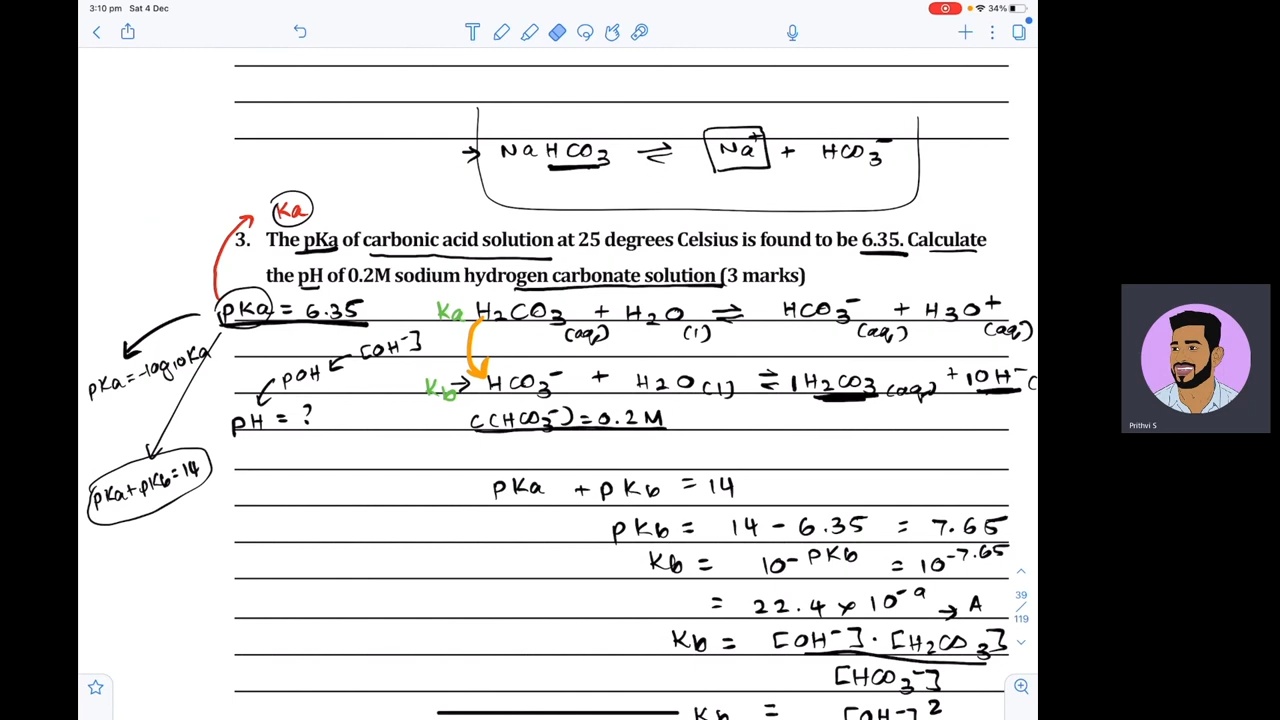 3:10 pm Sat 4 Dec
34%
T
→ NaHCO3 ⇌ Na+ + HCO3-
Ka
3. The pKa of carbonic acid solution at 25 degrees Celsius is found to be 6.35. Calculate
the pH of 0.2M sodium hydrogen carbonate solution (3 marks)
pKa = 6.35
Ka H2CO3 (aq) + H2O (l) ⇌ HCO3- (aq) + H3O+ (aq)
pKa = -log10Ka
pOH ← [OH-]
Kb → HCO3- + H2O (l) ⇌ 1H2CO3 (aq) + 1OH- (
pH = ?
C(HCO3-) = 0.2M
pKa + pKb = 14
pKa + pKb = 14
pKb = 14 - 6.35 = 7.65
Kb = 10-pKb = 10-7.65
= 22.4 × 10-9 → A
Kb = [OH-] · [H2CO3]
[HCO3-]
Kb = [OH-]2
39
/
119
Prithvi S